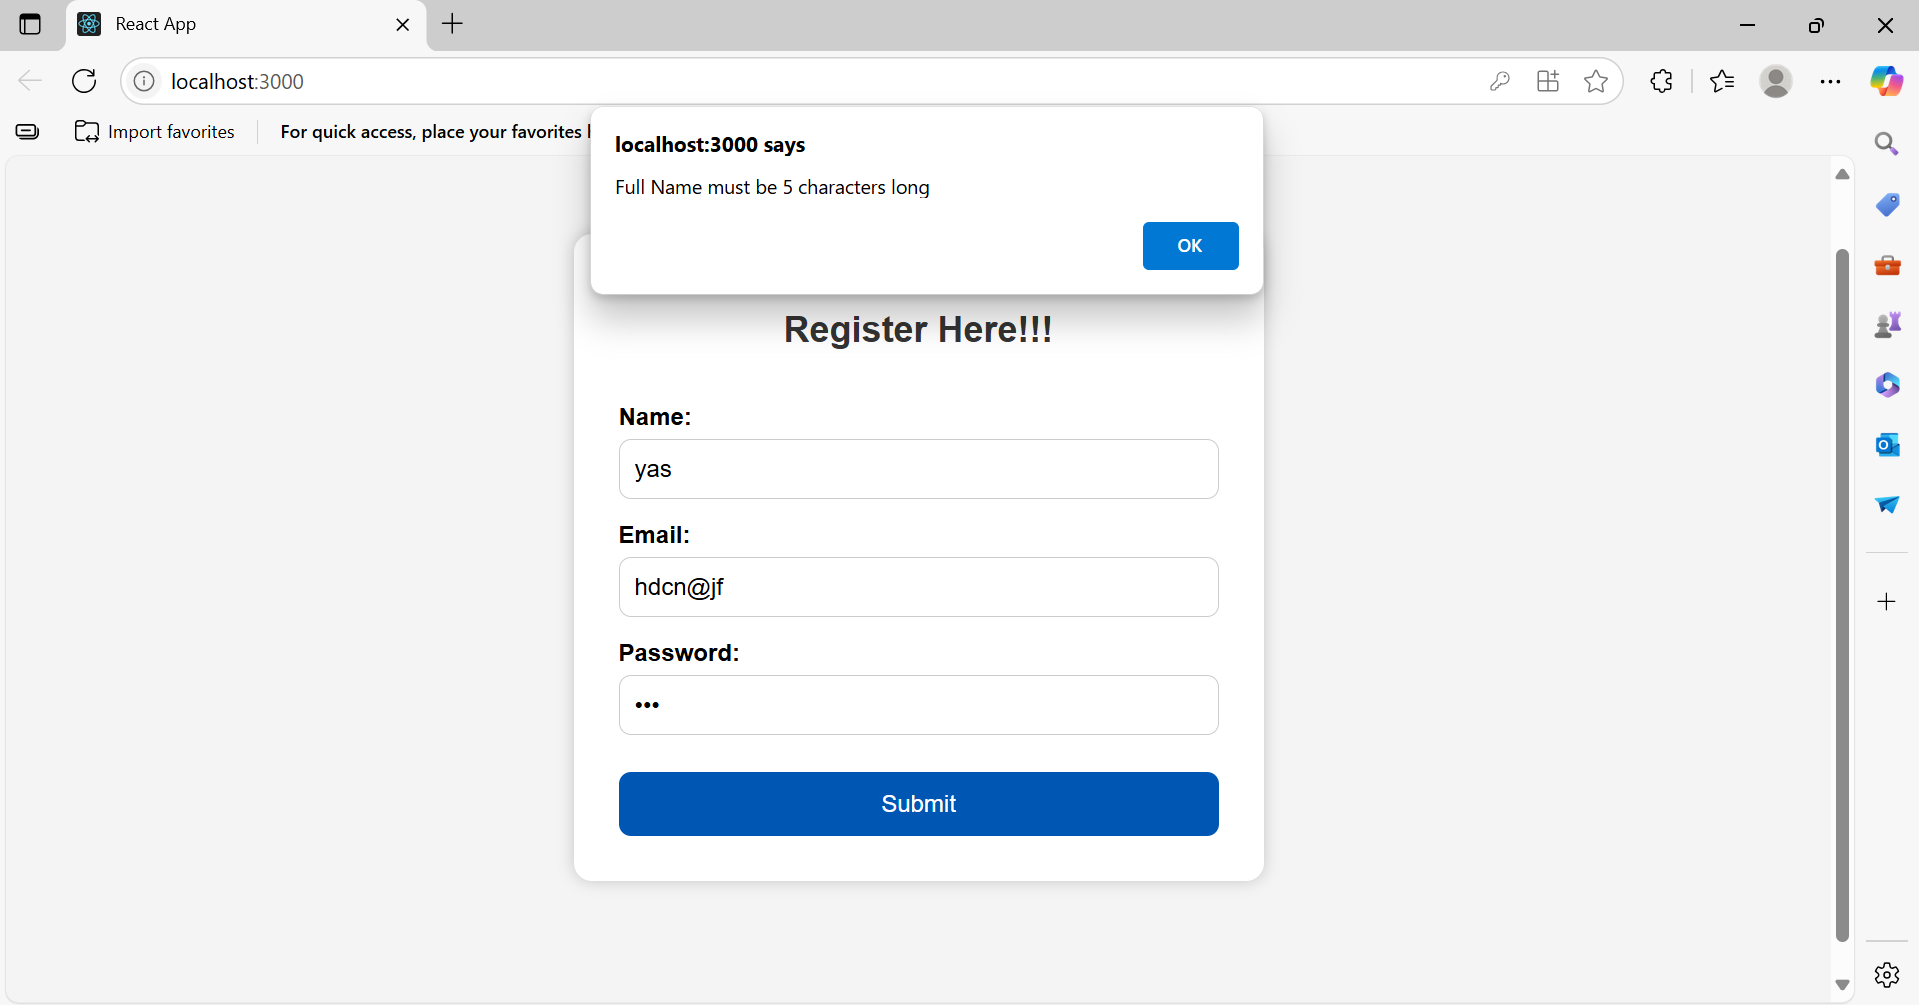 React App
localhost:3000
Import favorites
For quick access, place your favorites
localhost:3000 says
Full Name must be 5 characters long
OK
Register Here!!!
Name:
yas
Email:
hdcn@jf
Password:
•••
Submit